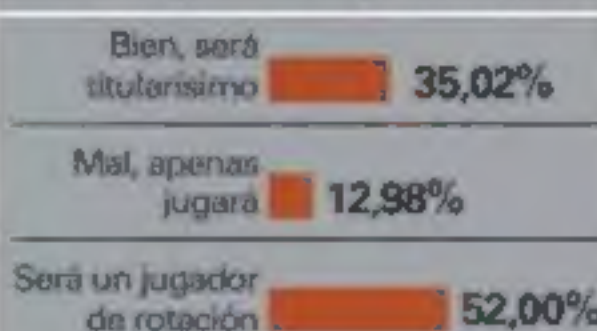 Bien, será
titularísimo 35,02%
Mal, apenas
jugará 12,98%
Será un jugador
de rotación 52,00%